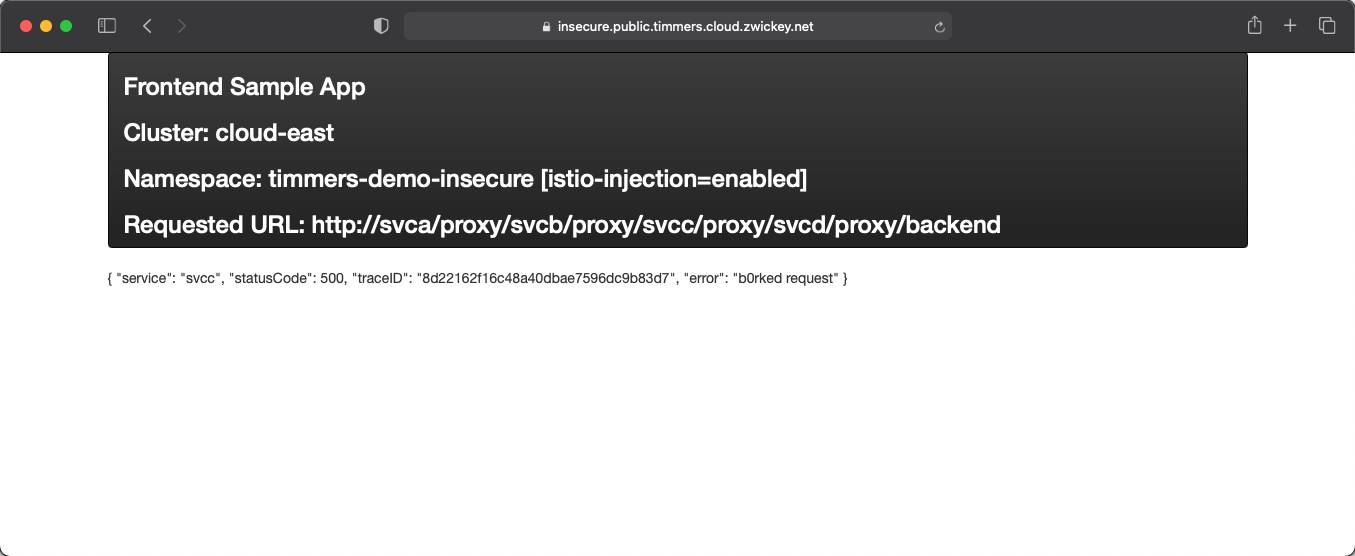 insecure.public.timmers.cloud.zwickey.net
Frontend Sample App
Cluster: cloud-east
Namespace: timmers-demo-insecure [istio-injection=enabled]
Requested URL: http://svca/proxy/svcb/proxy/svcc/proxy/svcd/proxy/backend
{ "service": "svcc", "statusCode": 500, "traceID": "8d22162f16c48a40dbae7596dc9b83d7", "error": "b0rked request" }